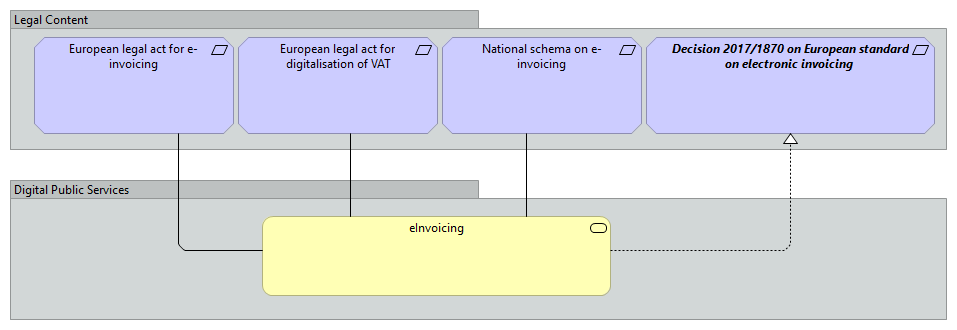 Legal Content
European legal act for e-
invoicing
European legal act for
digitalisation of VAT
National schema on e-
invoicing
Decision 2017/1870 on European standard
on electronic invoicing
Digital Public Services
eInvoicing